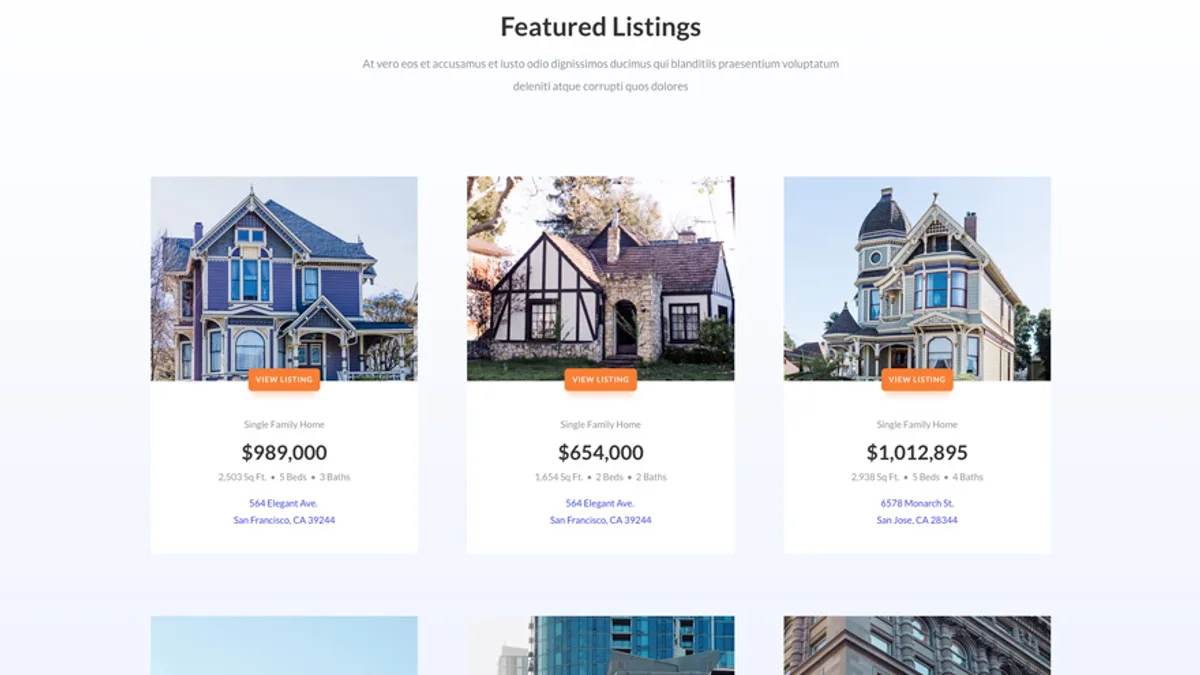 Featured Listings
At vero eos et accusamus et iusto odio dignissimos ducimus qui blanditiis praesentium voluptatum
deleniti atque corrupti quos dolores
VIEW LISTING
Single Family Home
$989,000
2,503 Sq Ft. • 5 Beds • 3 Baths
564 Elegant Ave.
San Francisco, CA 39244
VIEW LISTING
Single Family Home
$654,000
1,654 Sq Ft. • 2 Beds • 2 Baths
564 Elegant Ave.
San Francisco, CA 39244
VIEW LISTING
Single Family Home
$1,012,895
2,938 Sq Ft. • 5 Beds • 4 Baths
6578 Monarch St.
San Jose, CA 28344